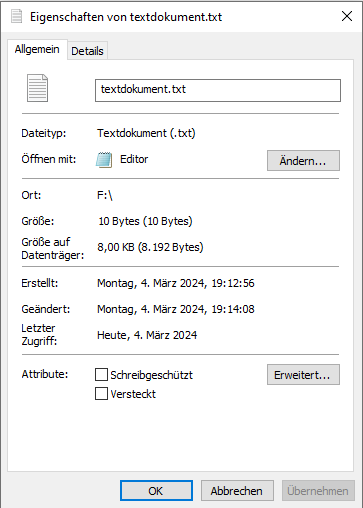 Eigenschaften von textdokument.txt
Allgemein Details
textdokument.txt
Dateityp: Textdokument (.txt)
Öffnen mit: Editor Ändern...
Ort: F:\
Größe: 10 Bytes (10 Bytes)
Größe auf
Datenträger: 8,00 KB (8.192 Bytes)
Erstellt: Montag, 4. März 2024, 19:12:56
Geändert: Montag, 4. März 2024, 19:14:08
Letzter
Zugriff: Heute, 4. März 2024
Attribute: Schreibgeschützt Erweitert...
Versteckt
OK Abbrechen Übernehmen